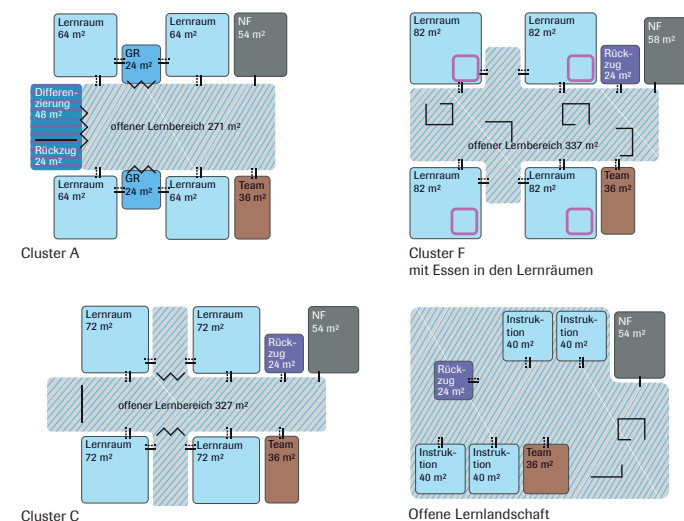 Lernraum
64 m²
GR
24 m²
Lernraum
64 m²
NF
54 m²
Differen-
zierung
48 m²
Rückzug
24 m²
offener Lernbereich 271 m²
Lernraum
64 m²
GR
24 m²
Lernraum
64 m²
Team
36 m²
Cluster A
Lernraum
82 m²
Lernraum
82 m²
Rück-
zug
24 m²
NF
58 m²
offener Lernbereich 337 m²
Lernraum
82 m²
Lernraum
82 m²
Team
36 m²
Cluster F
mit Essen in den Lernräumen
Lernraum
72 m²
Lernraum
72 m²
Rück-
zug
24 m²
NF
54 m²
offener Lernbereich 327 m²
Lernraum
72 m²
Lernraum
72 m²
Team
36 m²
Cluster C
Instruk-
tion
40 m²
Instruk-
tion
40 m²
NF
54 m²
Rück-
zug
24 m²
Instruk-
tion
40 m²
Instruk-
tion
40 m²
Team
36 m²
Offene Lernlandschaft